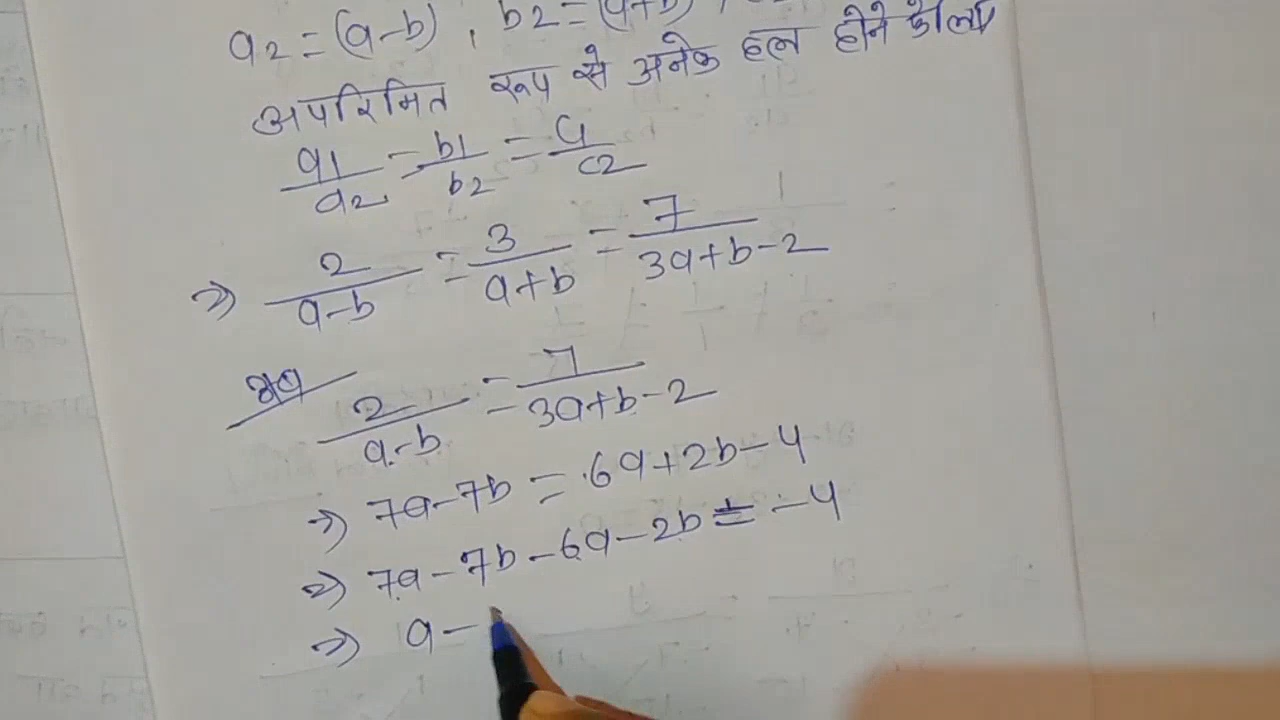 a2 = (a-b), b2 = (a+b),
अपरिमित रूप से अनेक हल होने के लिए
a1/a2 = b1/b2 = c1/c2
⇒ 2/(a-b) = 3/(a+b) = 7/(3a+b-2)
अब 2/(a-b) = 7/(3a+b-2)
⇒ 7a-7b = 6a+2b-4
⇒ 7a-7b-6a-2b = -4
⇒ a-